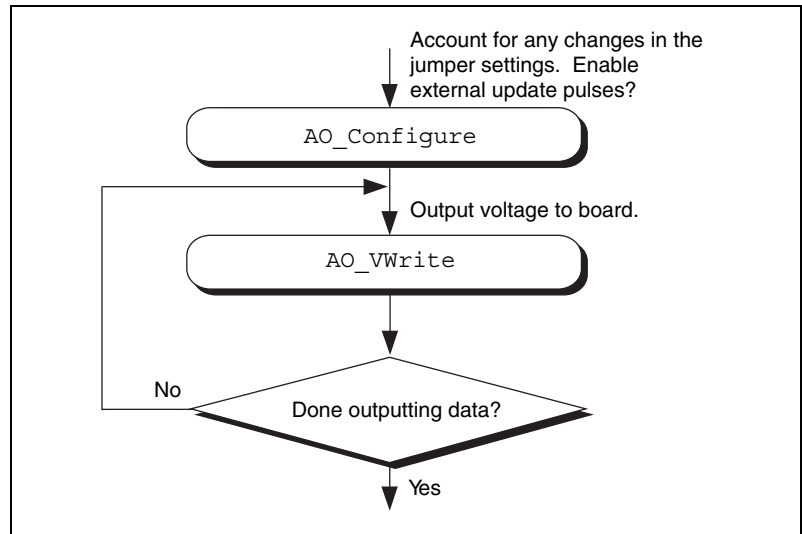 Account for any changes in the
jumper settings. Enable
external update pulses?
AO_Configure
Output voltage to board.
AO_VWrite
No
Done outputting data?
Yes